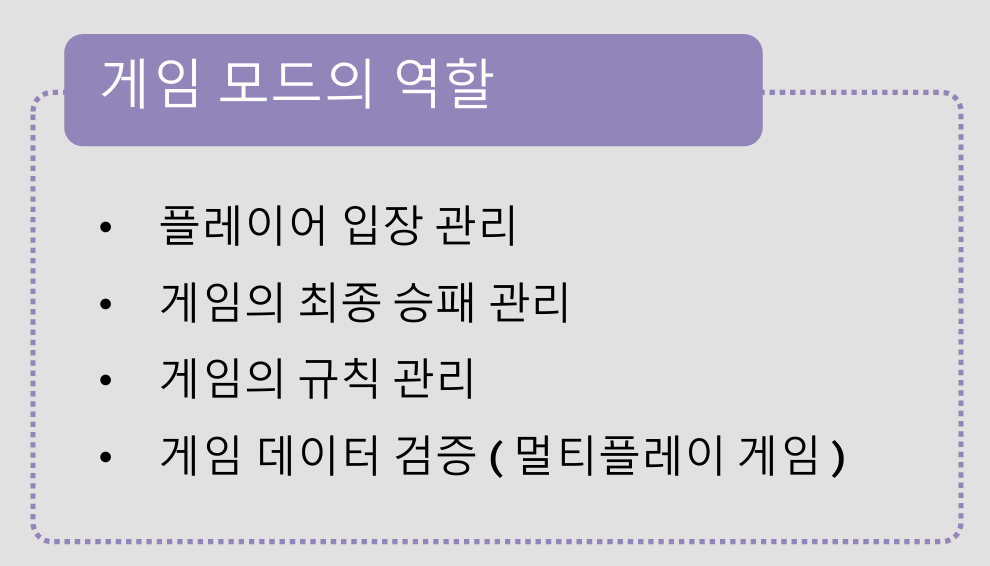 게임 모드의 역할
• 플레이어 입장 관리
• 게임의 최종 승패 관리
• 게임의 규칙 관리
• 게임 데이터 검증 ( 멀티플레이 게임 )